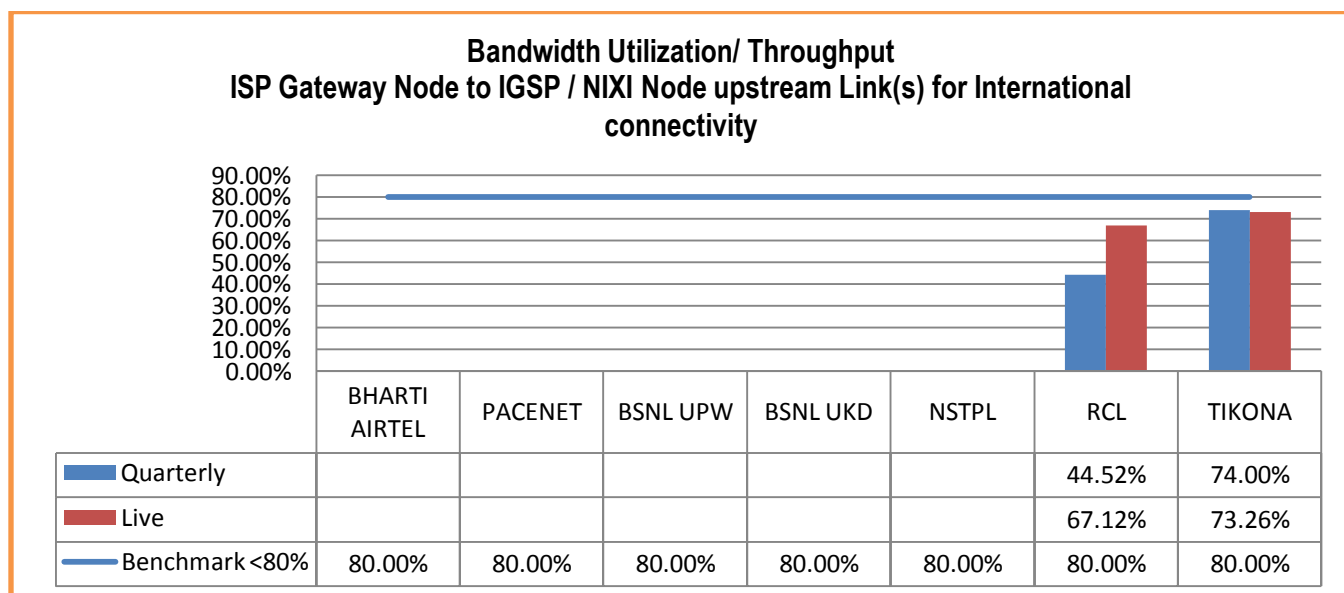 Bandwidth Utilization/ Throughput
ISP Gateway Node to IGSP / NIXI Node upstream Link(s) for International
connectivity
90.00%
80.00%
70.00%
60.00%
50.00%
40.00%
30.00%
20.00%
10.00%
0.00%
BHARTI AIRTEL PACENET BSNL UPW BSNL UKD NSTPL RCL TIKONA
Quarterly 44.52% 74.00%
Live 67.12% 73.26%
Benchmark <80% 80.00% 80.00% 80.00% 80.00% 80.00% 80.00% 80.00%